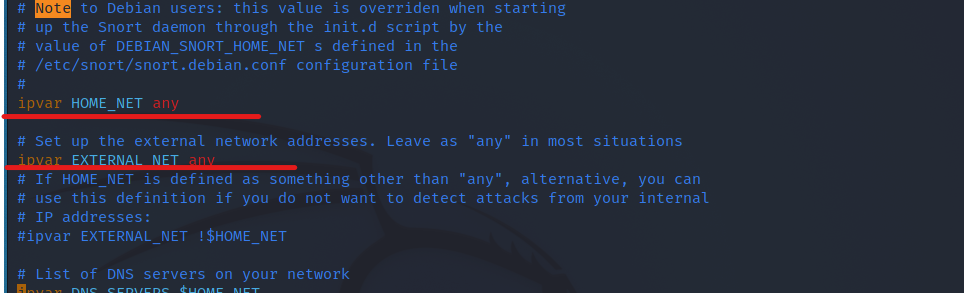 # Note to Debian users: this value is overriden when starting
# up the Snort daemon through the init.d script by the
# value of DEBIAN_SNORT_HOME_NET s defined in the
# /etc/snort/snort.debian.conf configuration file
#
ipvar HOME_NET any
# Set up the external network addresses. Leave as "any" in most situations
ipvar EXTERNAL_NET any
# If HOME_NET is defined as something other than "any", alternative, you can
# use this definition if you do not want to detect attacks from your internal
# IP addresses:
#ipvar EXTERNAL_NET !$HOME_NET
# List of DNS servers on your network
ipvar DNS_SERVERS $HOME_NET